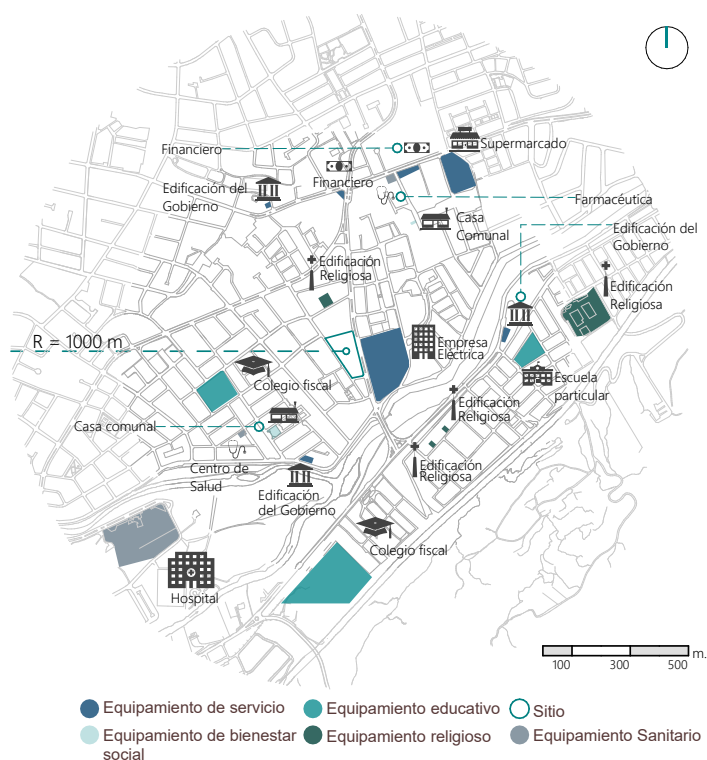 Financiero
Supermarcado
Financiero
Edificación del
Gobierno
Farmacéutica
Casa
Comunal
Edificación del
Gobierno
Edificación
Religiosa
Edificación
Religiosa
R = 1000 m
Empresa
Eléctrica
Colegio fiscal
Escuela
particular
Edificación
Religiosa
Casa comunal
Edificación
Religiosa
Centro de
Salud
Edificación
del Gobierno
Colegio fiscal
Hospital
100 300 500 m.
Equipamiento de servicio
Equipamiento educativo
Sitio
Equipamiento de bienestar
social
Equipamiento religioso
Equipamiento Sanitario